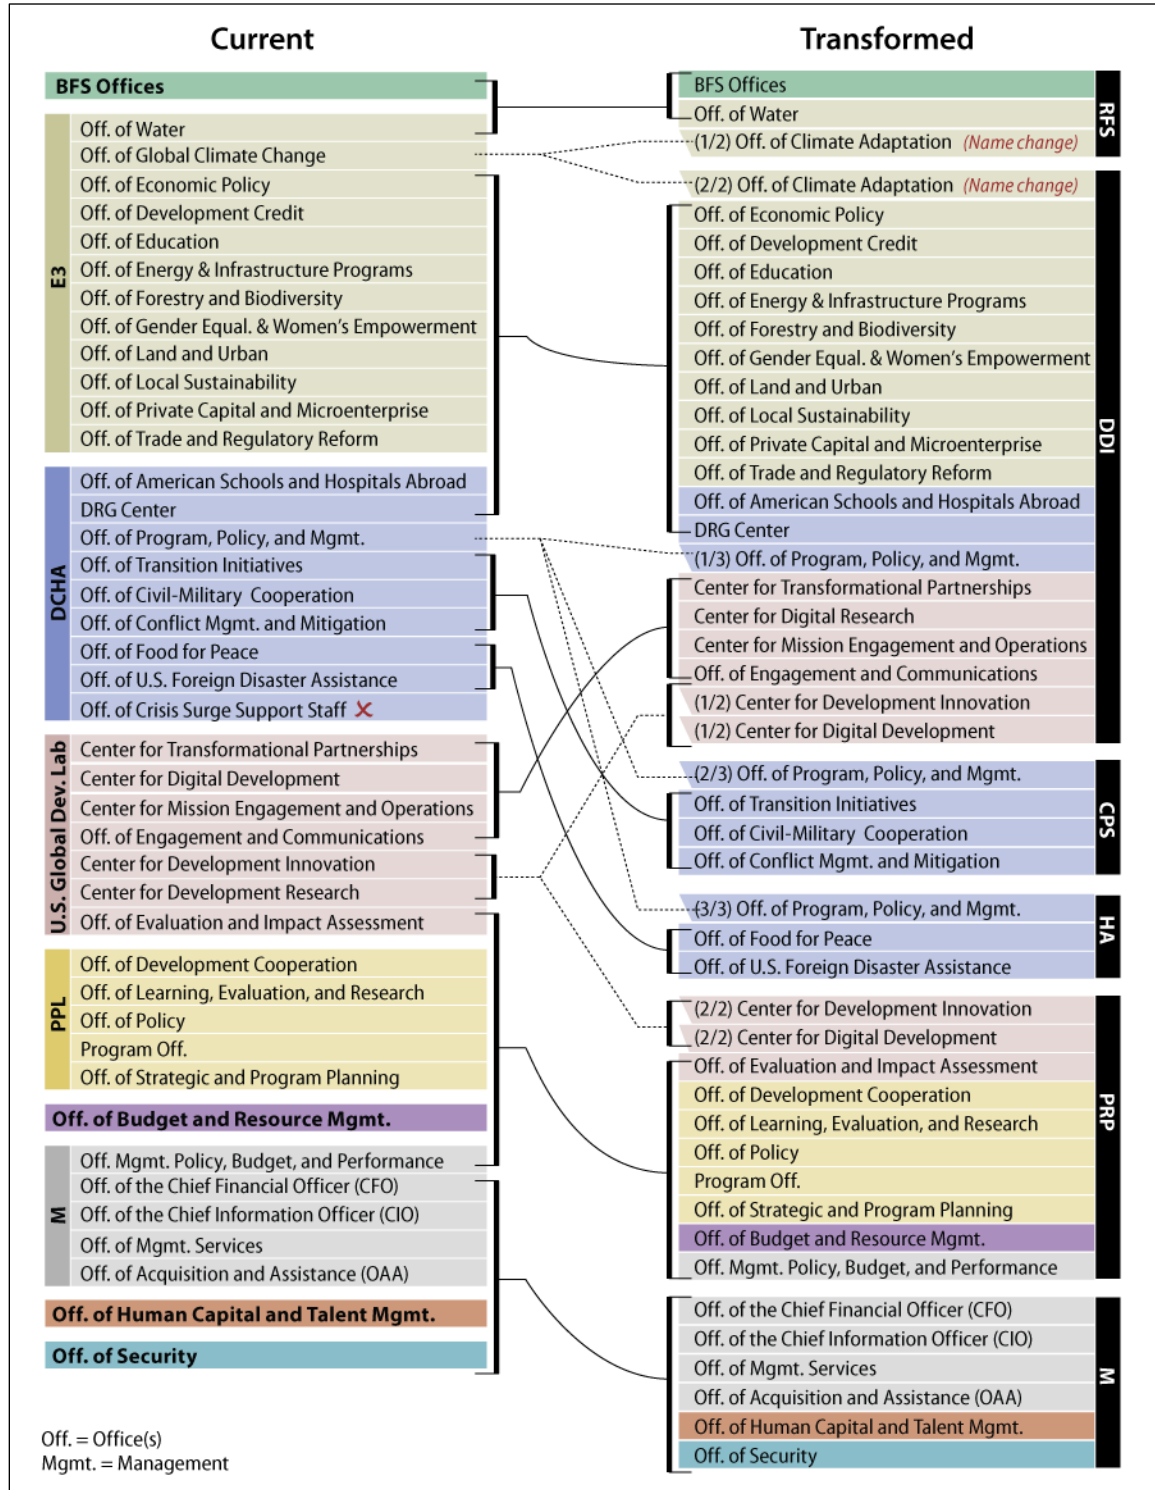 Current
BFS Offices
E3
Off. of Water
Off. of Global Climate Change
Off. of Economic Policy
Off. of Development Credit
Off. of Education
Off. of Energy & Infrastructure Programs
Off. of Forestry and Biodiversity
Off. of Gender Equal. & Women's Empowerment
Off. of Land and Urban
Off. of Local Sustainability
Off. of Private Capital and Microenterprise
Off. of Trade and Regulatory Reform
DCHA
Off. of American Schools and Hospitals Abroad
DRG Center
Off. of Program, Policy, and Mgmt.
Off. of Transition Initiatives
Off. of Civil-Military Cooperation
Off. of Conflict Mgmt. and Mitigation
Off. of Food for Peace
Off. of U.S. Foreign Disaster Assistance
Off. of Crisis Surge Support Staff ✗
U.S. Global Dev. Lab
Center for Transformational Partnerships
Center for Digital Development
Center for Mission Engagement and Operations
Off. of Engagement and Communications
Center for Development Innovation
Center for Development Research
Off. of Evaluation and Impact Assessment
PPL
Off. of Development Cooperation
Off. of Learning, Evaluation, and Research
Off. of Policy
Program Off.
Off. of Strategic and Program Planning
Off. of Budget and Resource Mgmt.
M
Off. Mgmt. Policy, Budget, and Performance
Off. of the Chief Financial Officer (CFO)
Off. of the Chief Information Officer (CIO)
Off. of Mgmt. Services
Off. of Acquisition and Assistance (OAA)
Off. of Human Capital and Talent Mgmt.
Off. of Security
Off. = Office(s)
Mgmt. = Management
Transformed
BFS Offices
Off. of Water
(1/2) Off. of Climate Adaptation (Name change)
RFS
(2/2) Off. of Climate Adaptation (Name change)
Off. of Economic Policy
Off. of Development Credit
Off. of Education
Off. of Energy & Infrastructure Programs
Off. of Forestry and Biodiversity
Off. of Gender Equal. & Women's Empowerment
Off. of Land and Urban
Off. of Local Sustainability
Off. of Private Capital and Microenterprise
Off. of Trade and Regulatory Reform
Off. of American Schools and Hospitals Abroad
DRG Center
(1/3) Off. of Program, Policy, and Mgmt.
Center for Transformational Partnerships
Center for Digital Research
Center for Mission Engagement and Operations
Off. of Engagement and Communications
(1/2) Center for Development Innovation
(1/2) Center for Digital Development
DDI
(2/3) Off. of Program, Policy, and Mgmt.
Off. of Transition Initiatives
Off. of Civil-Military Cooperation
Off. of Conflict Mgmt. and Mitigation
CPS
(3/3) Off. of Program, Policy, and Mgmt.
Off. of Food for Peace
Off. of U.S. Foreign Disaster Assistance
HA
(2/2) Center for Development Innovation
(2/2) Center for Digital Development
Off. of Evaluation and Impact Assessment
Off. of Development Cooperation
Off. of Learning, Evaluation, and Research
Off. of Policy
Program Off.
Off. of Strategic and Program Planning
Off. of Budget and Resource Mgmt.
Off. Mgmt. Policy, Budget, and Performance
PRP
Off. of the Chief Financial Officer (CFO)
Off. of the Chief Information Officer (CIO)
Off. of Mgmt. Services
Off. of Acquisition and Assistance (OAA)
Off. of Human Capital and Talent Mgmt.
Off. of Security
M